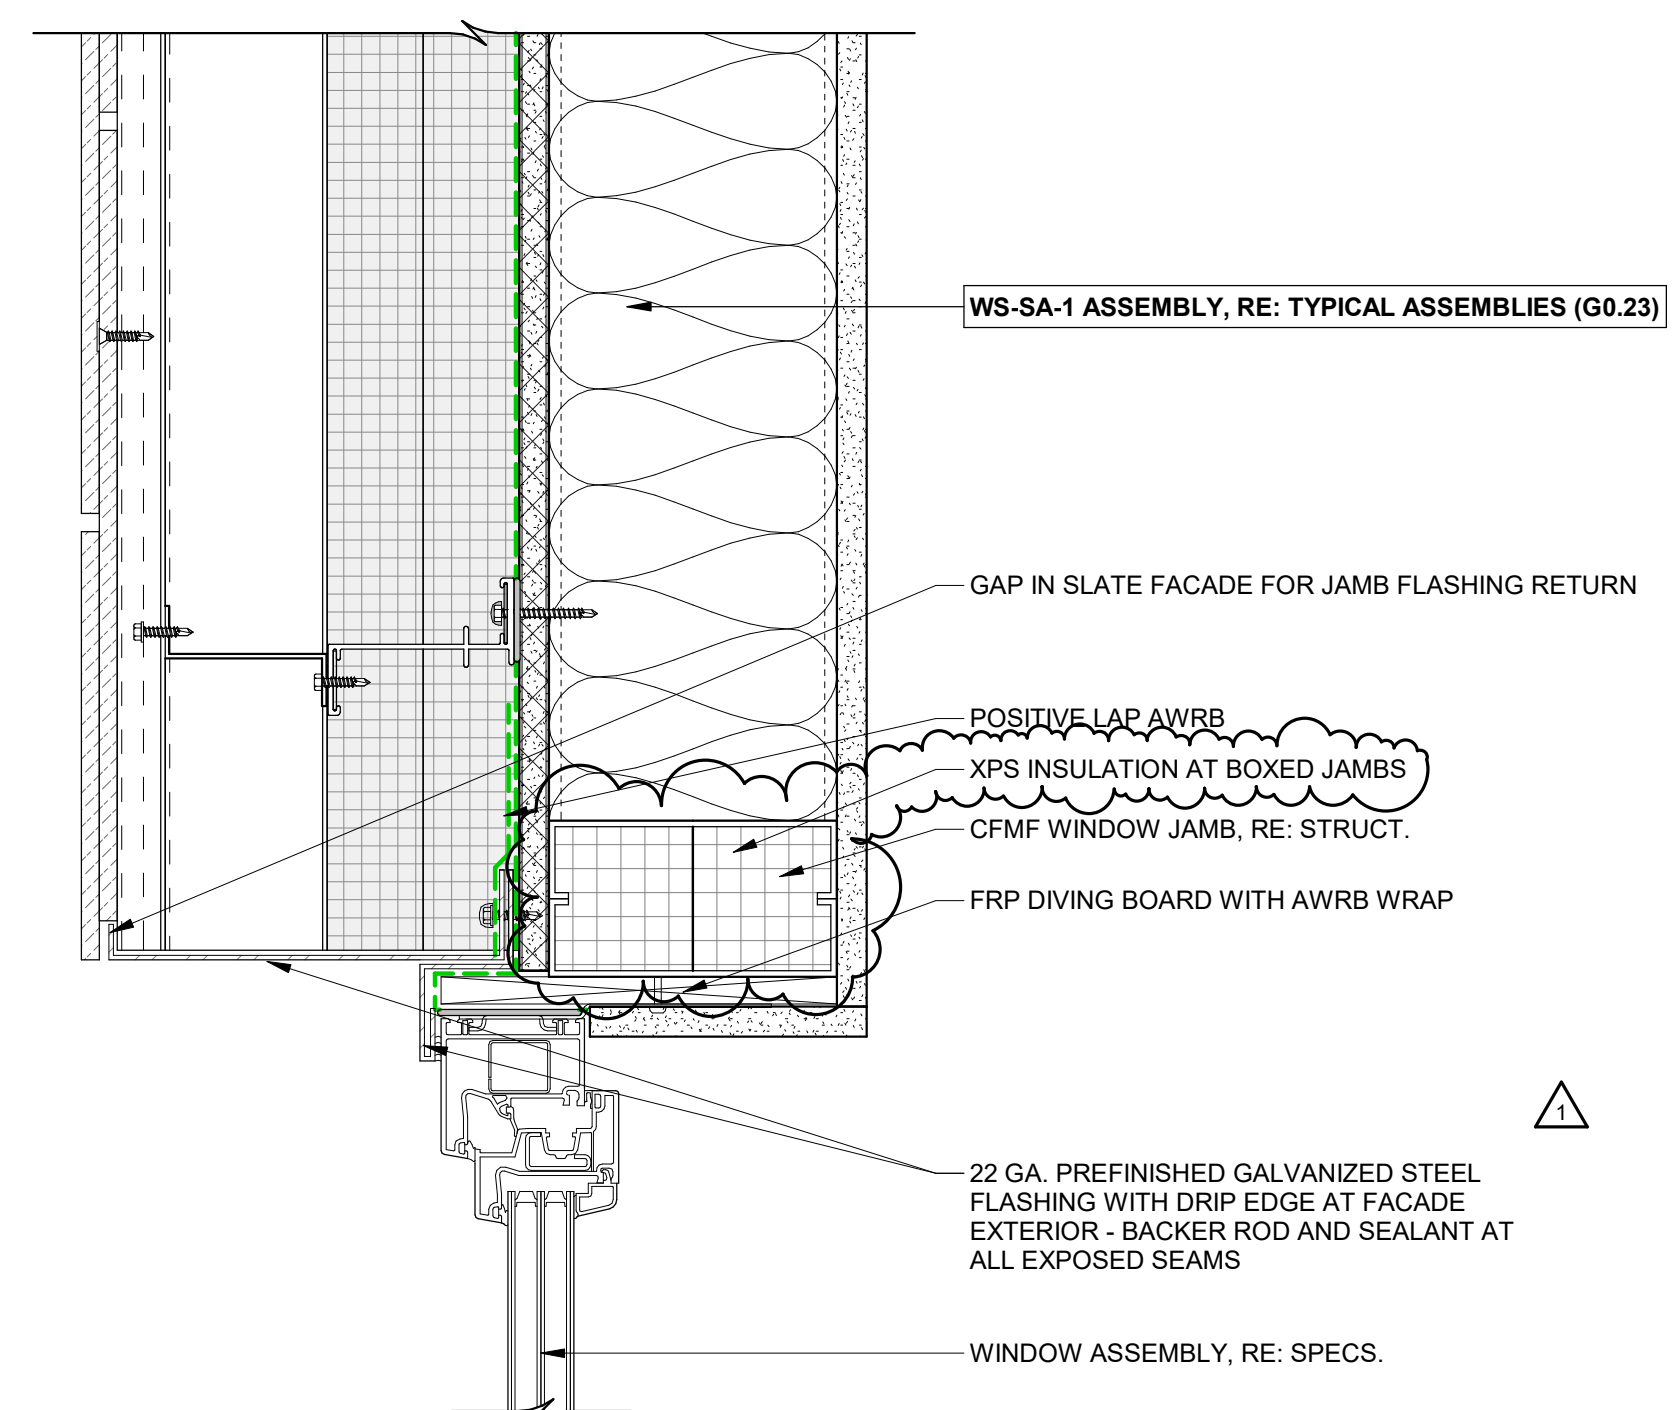 WS-SA-1 ASSEMBLY, RE: TYPICAL ASSEMBLIES (G0.23)
GAP IN SLATE FACADE FOR JAMB FLASHING RETURN
POSITIVE LAP AWRB
XPS INSULATION AT BOXED JAMBS
CFMF WINDOW JAMB, RE: STRUCT.
FRP DIVING BOARD WITH AWRB WRAP
1
22 GA. PREFINISHED GALVANIZED STEEL
FLASHING WITH DRIP EDGE AT FACADE
EXTERIOR - BACKER ROD AND SEALANT AT
ALL EXPOSED SEAMS
WINDOW ASSEMBLY, RE: SPECS.